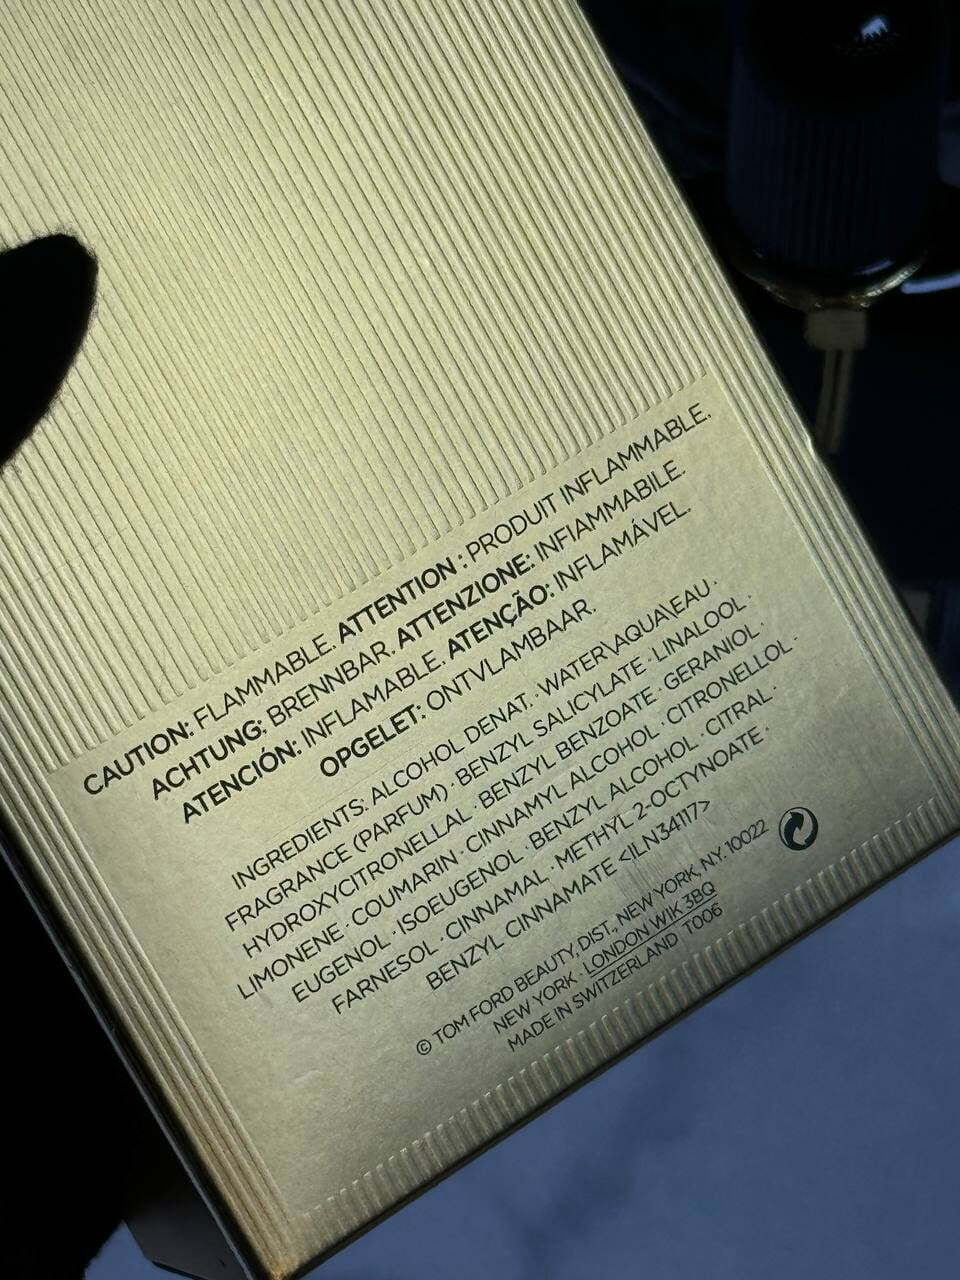 CAUTION: FLAMMABLE. ATTENTION : PRODUIT INFLAMMABLE.
ACHTUNG: BRENNBAR. ATTENZIONE: INFIAMMABILE.
ATENCIÓN: INFLAMABLE. ATENÇÃO: INFLAMÁVEL.
OPGELET: ONTVLAMBAAR.
INGREDIENTS: ALCOHOL DENAT. · WATER\AQUA\EAU ·
FRAGRANCE (PARFUM) · BENZYL SALICYLATE · LINALOOL ·
HYDROXYCITRONELLAL · BENZYL BENZOATE · GERANIOL ·
LIMONENE · COUMARIN · CINNAMYL ALCOHOL · CITRONELLOL ·
EUGENOL · ISOEUGENOL · BENZYL ALCOHOL · CITRAL ·
FARNESOL · CINNAMAL · METHYL 2-OCTYNOATE ·
BENZYL CINNAMATE <ILN34117>
© TOM FORD BEAUTY, DIST., NEW YORK, NY. 10022
NEW YORK · LONDON W1K 3BQ
MADE IN SWITZERLAND T006